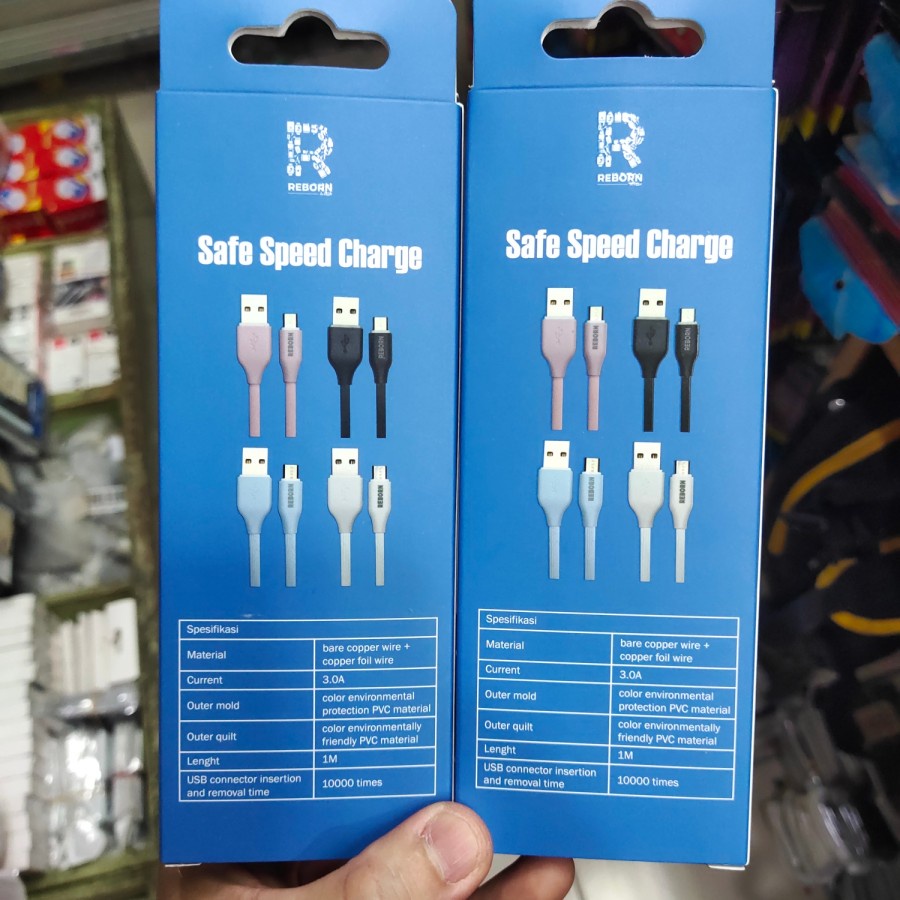 REBORN
Safe Speed Charge
REBORN
REBORN
REBORN
REBORN
Spesifikasi
Material
bare copper wire +
copper foil wire
Current
3.0A
Outer mold
color environmental
protection PVC material
Outer quilt
color environmentally
friendly PVC material
Lenght
1M
USB connector insertion
and removal time
10000 times
REBORN
Safe Speed Charge
REBORN
REBORN
REBORN
REBORN
Spesifikasi
Material
bare copper wire +
copper foil wire
Current
3.0A
Outer mold
color environmental
protection PVC material
Outer quilt
color environmentally
friendly PVC material
Lenght
1M
USB connector insertion
and removal time
10000 times